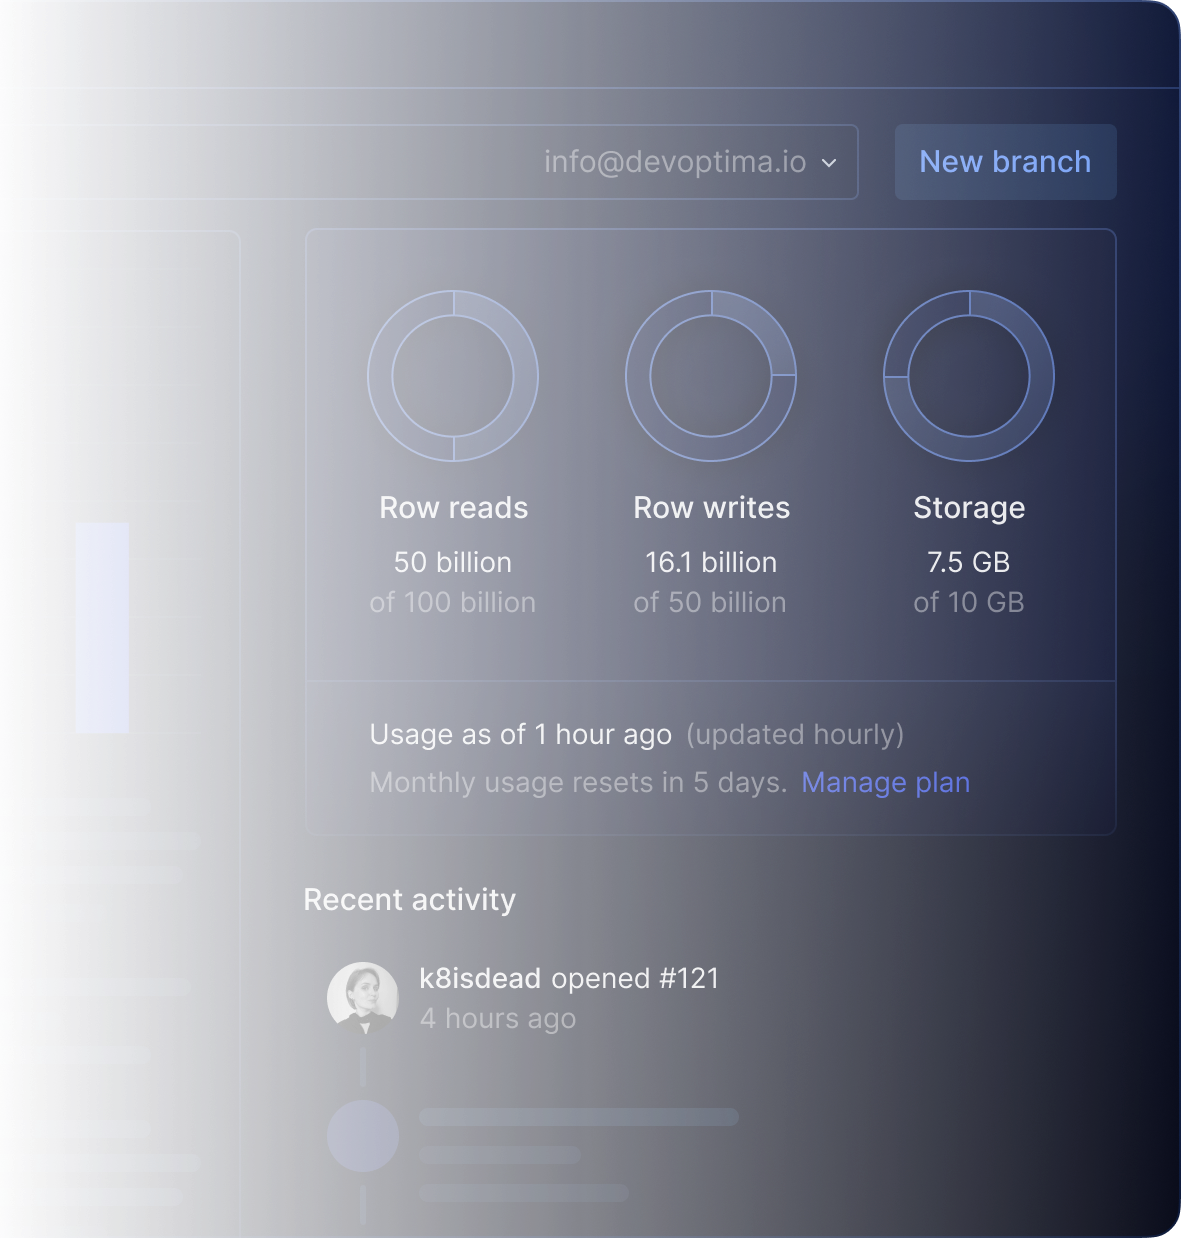 info@devoptima.io
New branch
Row reads
50 billion
of 100 billion
Row writes
16.1 billion
of 50 billion
Storage
7.5 GB
of 10 GB
Usage as of 1 hour ago (updated hourly)
Monthly usage resets in 5 days. Manage plan
Recent activity
k8isdead opened #121
4 hours ago